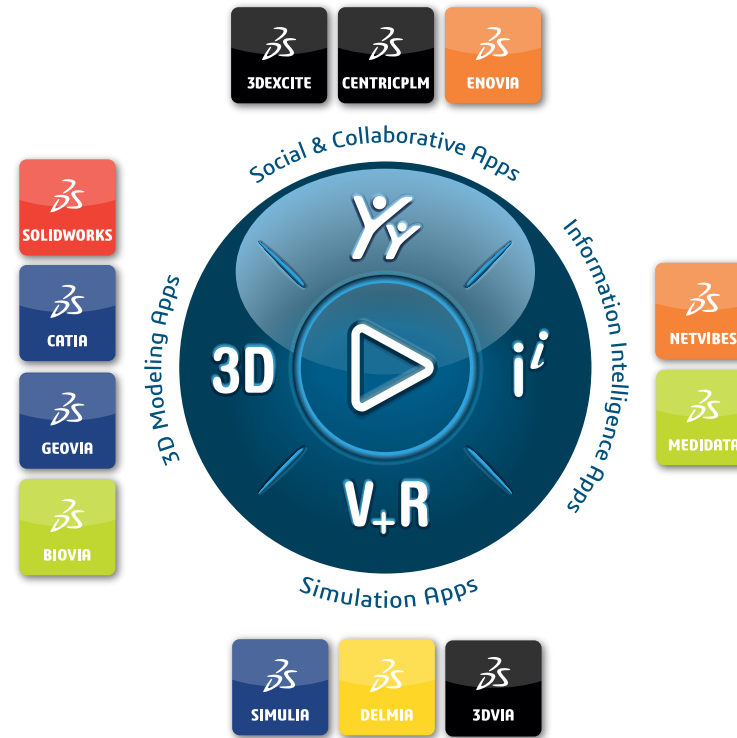 3DEXCITE
CENTRICPLM
ENOVIA
Social & Collaborative Apps
SOLIDWORKS
CATIA
GEOVIA
BIOVIA
3D Modeling Apps
3D
i i
V+R
Information Intelligence Apps
NETVIBES
MEDIDATA
Simulation Apps
SIMULIA
DELMIA
3DVIA